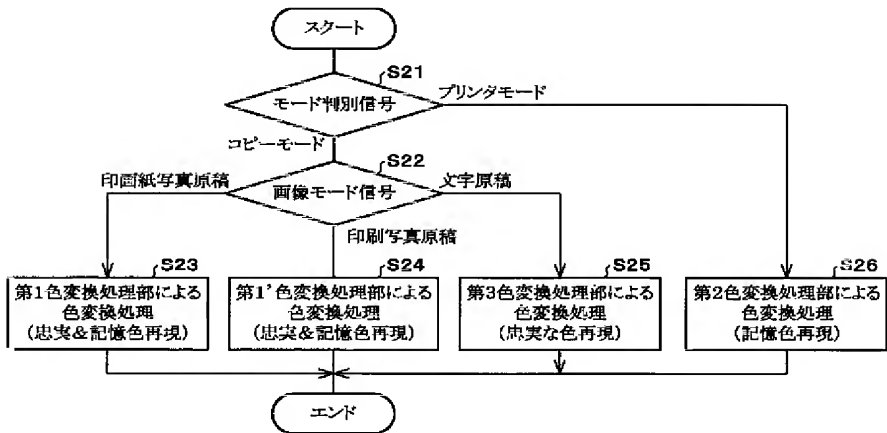 スタート
S21
モード判別信号
プリンタモード
コピーモード
S22
印画紙写真原稿
画像モード信号
文字原稿
印刷写真原稿
S23
S24
S25
S26
第1色変換処理部による
色変換処理
(忠実&記憶色再現)
第1'色変換処理部による
色変換処理
(忠実&記憶色再現)
第3色変換処理部による
色変換処理
(忠実な色再現)
第2色変換処理部による
色変換処理
(記憶色再現)
エンド